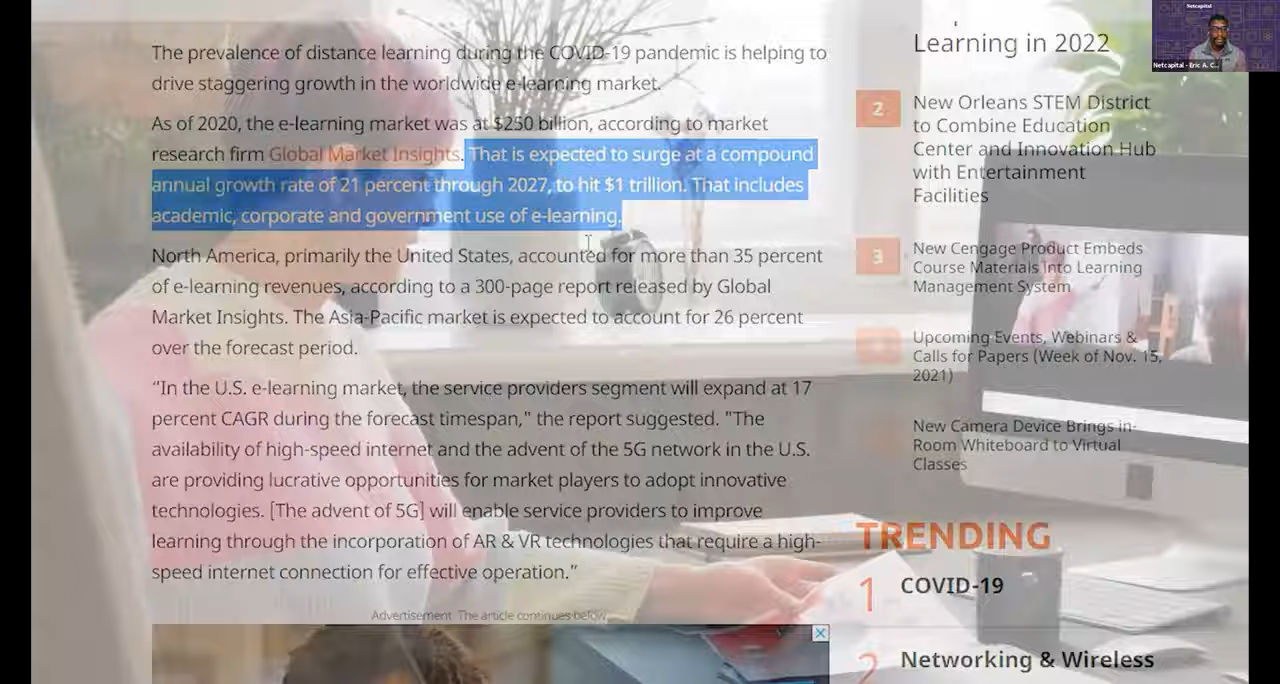 The prevalence of distance learning during the COVID-19 pandemic is helping to
drive staggering growth in the worldwide e-learning market.
As of 2020, the e-learning market was at $250 billion, according to market
research firm Global Market Insights. That is expected to surge at a compound
annual growth rate of 21 percent through 2027, to hit $1 trillion. That includes
academic, corporate and government use of e-learning.
North America, primarily the United States, accounted for more than 35 percent
of e-learning revenues, according to a 300-page report released by Global
Market Insights. The Asia-Pacific market is expected to account for 26 percent
over the forecast period.
“In the U.S. e-learning market, the service providers segment will expand at 17
percent CAGR during the forecast timespan," the report suggested. "The
availability of high-speed internet and the advent of the 5G network in the U.S.
are providing lucrative opportunities for market players to adopt innovative
technologies. [The advent of 5G] will enable service providers to improve
learning through the incorporation of AR & VR technologies that require a high-
speed internet connection for effective operation.”
Advertisement. The article continues below.
Learning in 2022
2
New Orleans STEM District
to Combine Education
Center and Innovation Hub
with Entertainment
Facilities
3
New Cengage Product Embeds
Course Materials into Learning
Management System
Upcoming Events, Webinars &
Calls for Papers (Week of Nov. 15,
2021)
New Camera Device Brings in-
Room Whiteboard to Virtual
Classes
TRENDING
1 COVID-19
2 Networking & Wireless
Netcapital
Netcapital - Eric A. C...